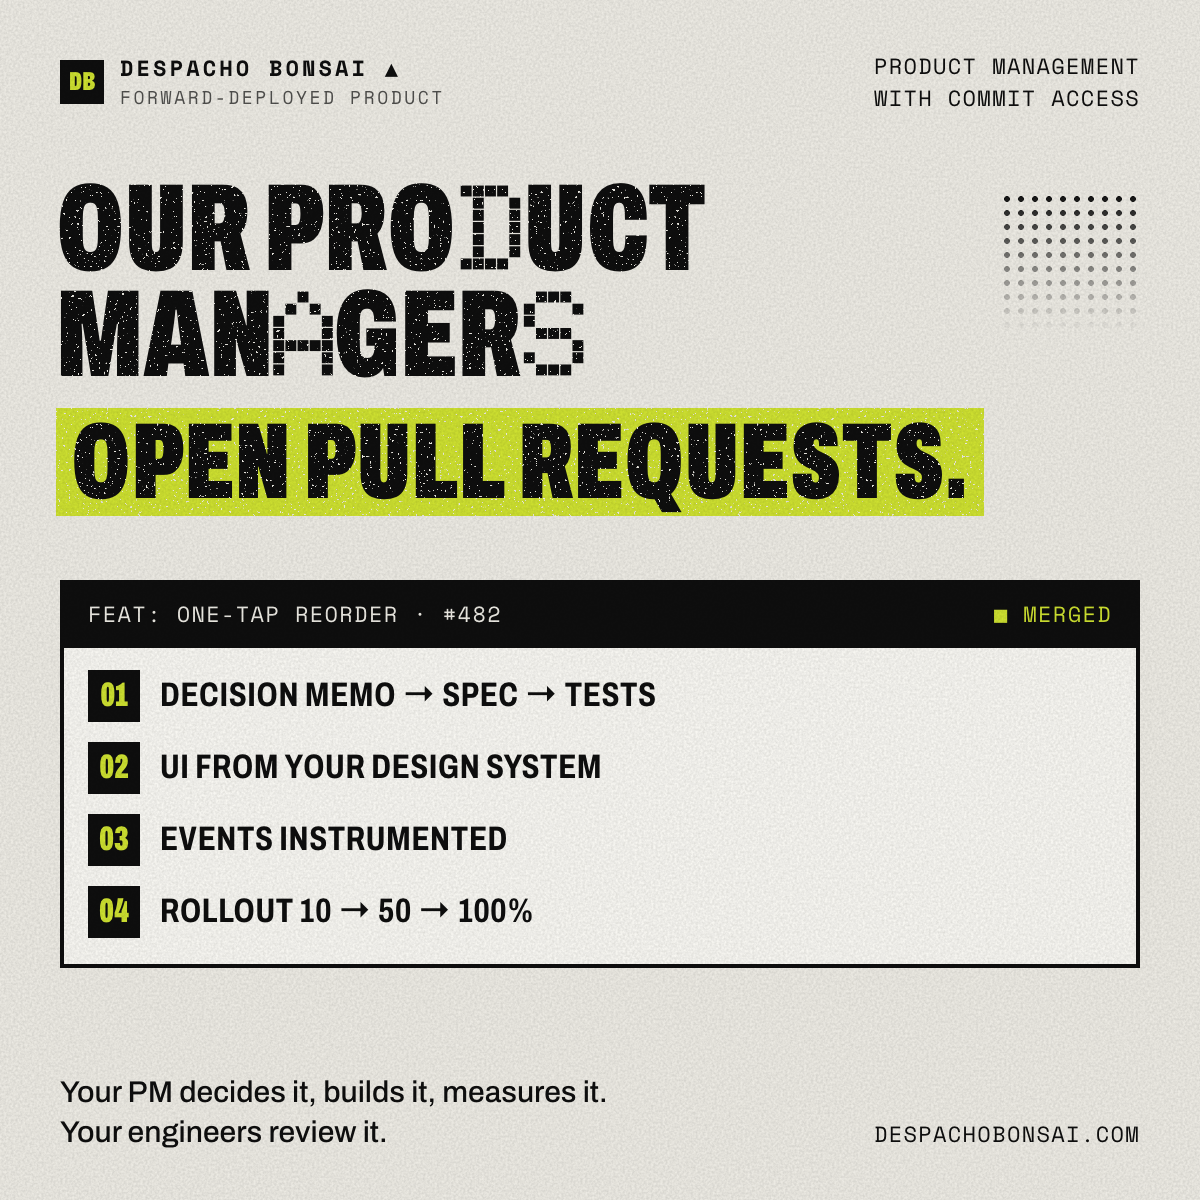 DB
DESPACHO BONSAI ▲
FORWARD-DEPLOYED PRODUCT
PRODUCT MANAGEMENT
WITH COMMIT ACCESS
OUR PRODUCT
MANAGERS
OPEN PULL REQUESTS.
FEAT: ONE-TAP REORDER · #482
■ MERGED
01 DECISION MEMO → SPEC → TESTS
02 UI FROM YOUR DESIGN SYSTEM
03 EVENTS INSTRUMENTED
04 ROLLOUT 10 → 50 → 100%
Your PM decides it, builds it, measures it.
Your engineers review it.
DESPACHOBONSAI.COM